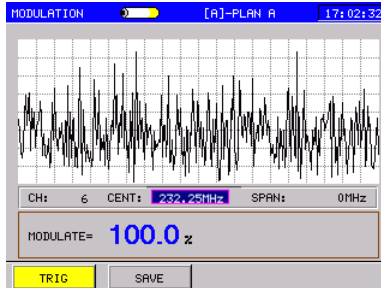 MODULATION [A]-PLAN A 17:02:32
CH: 6 CENT: 232.25MHz SPAN: 0MHz
MODULATE= 100.0 %
TRIG SAVE